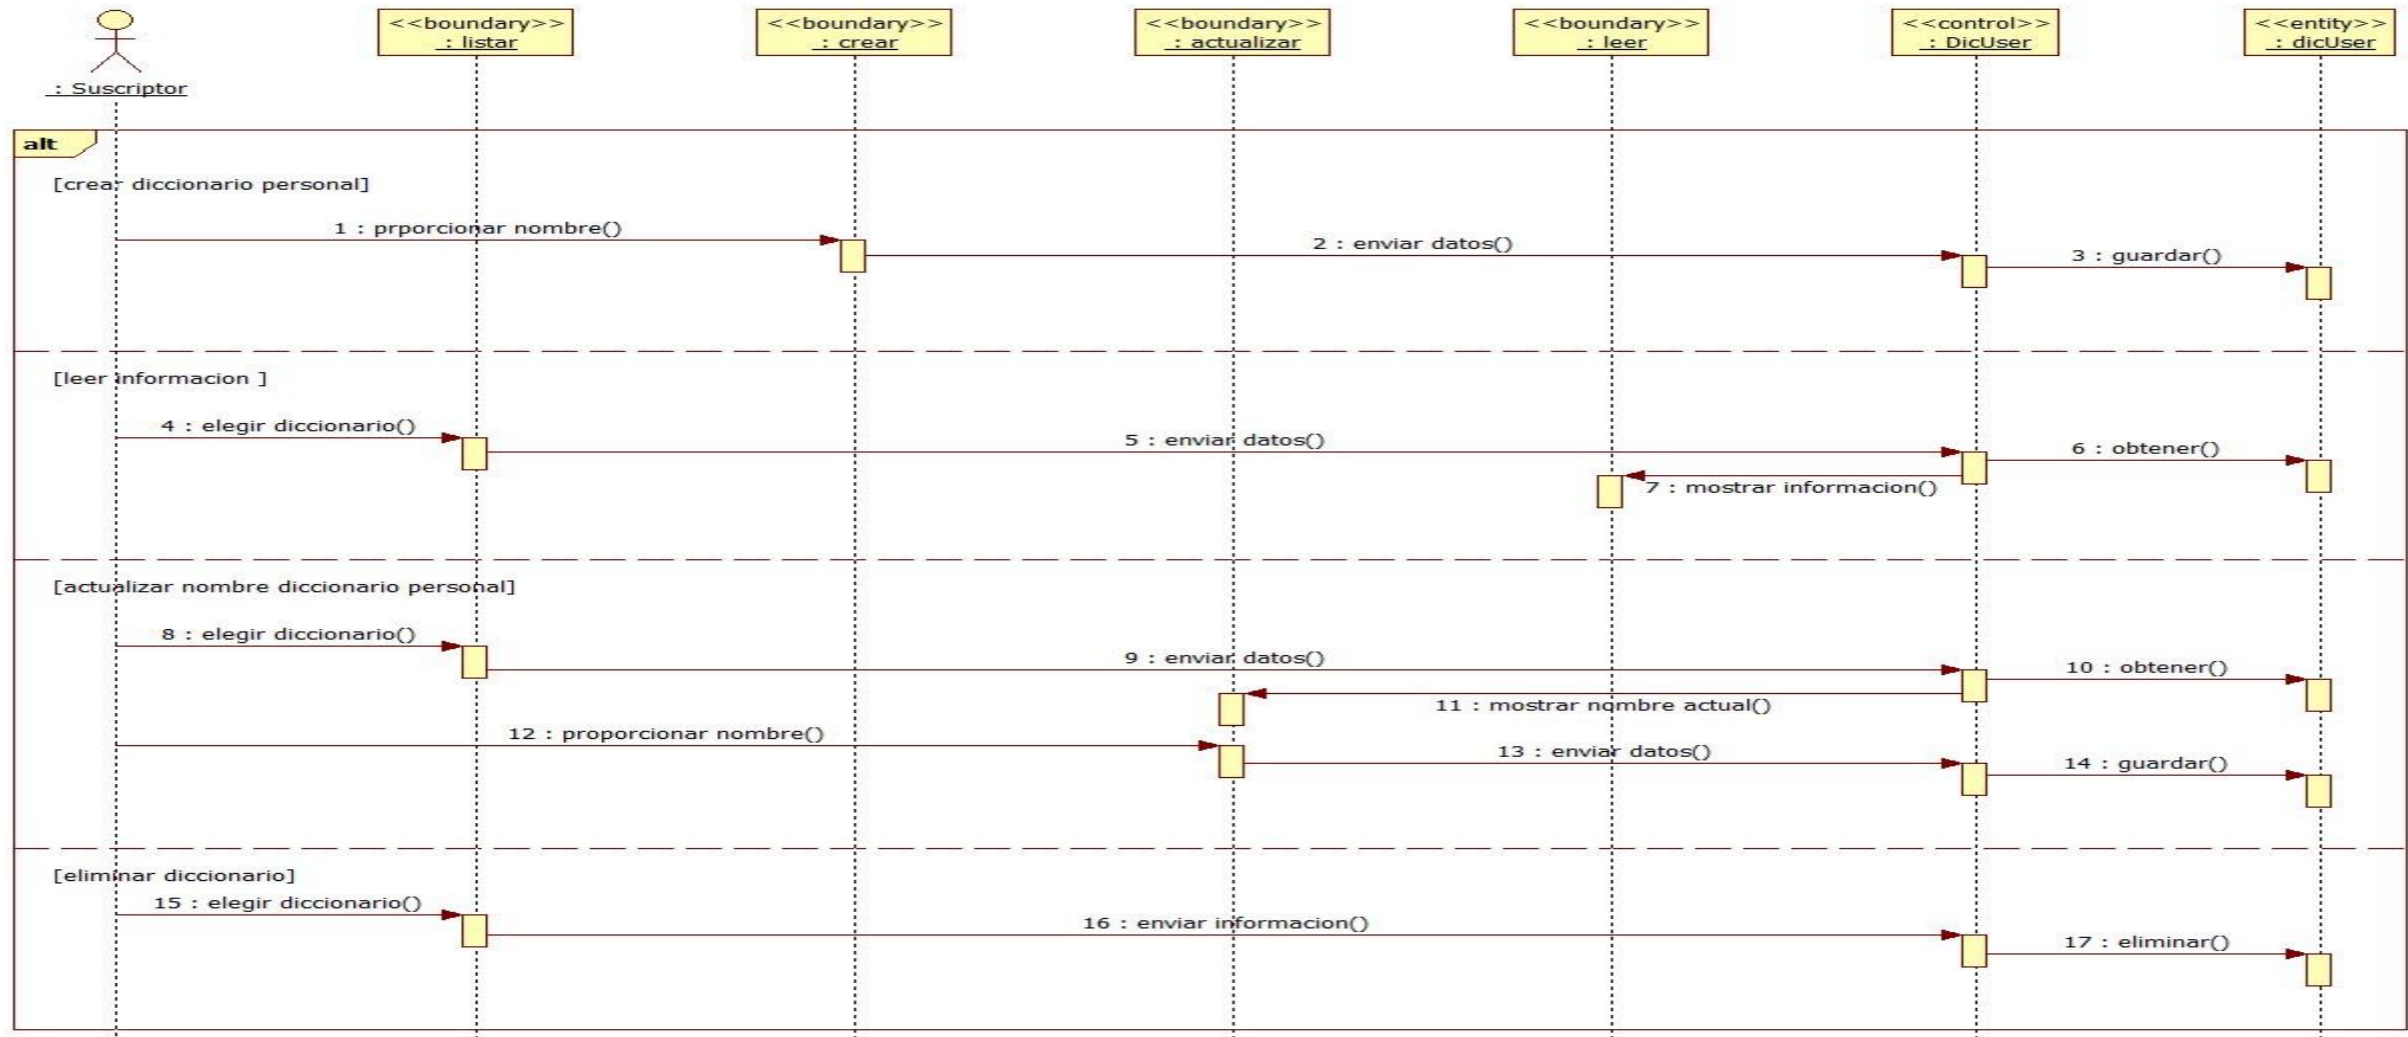 <<boundary>>
: listar
<<boundary>>
: crear
<<boundary>>
: actualizar
<<boundary>>
: leer
<<control>>
: DicUser
<<entity>>
: dicUser
: Suscriptor
alt
[crear diccionario personal]
1 : prporcionar nombre()
2 : enviar datos()
3 : guardar()
[leer informacion ]
4 : elegir diccionario()
5 : enviar datos()
6 : obtener()
7 : mostrar informacion()
[actualizar nombre diccionario personal]
8 : elegir diccionario()
9 : enviar datos()
10 : obtener()
11 : mostrar nombre actual()
12 : proporcionar nombre()
13 : enviar datos()
14 : guardar()
[eliminar diccionario]
15 : elegir diccionario()
16 : enviar informacion()
17 : eliminar()